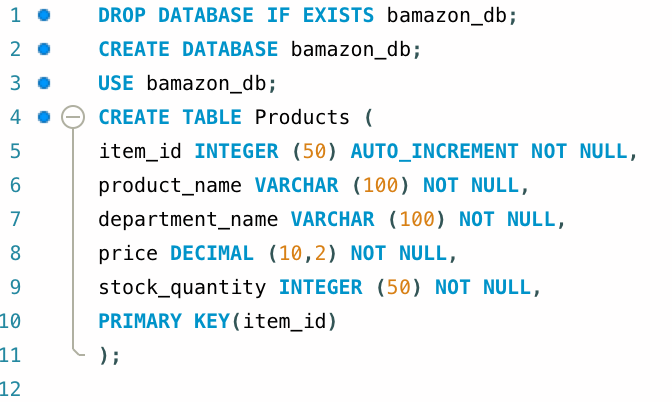 1 DROP DATABASE IF EXISTS bamazon_db;
2 CREATE DATABASE bamazon_db;
3 USE bamazon_db;
4 CREATE TABLE Products (
5 item_id INTEGER (50) AUTO_INCREMENT NOT NULL,
6 product_name VARCHAR (100) NOT NULL,
7 department_name VARCHAR (100) NOT NULL,
8 price DECIMAL (10,2) NOT NULL,
9 stock_quantity INTEGER (50) NOT NULL,
10 PRIMARY KEY(item_id)
11 );
12